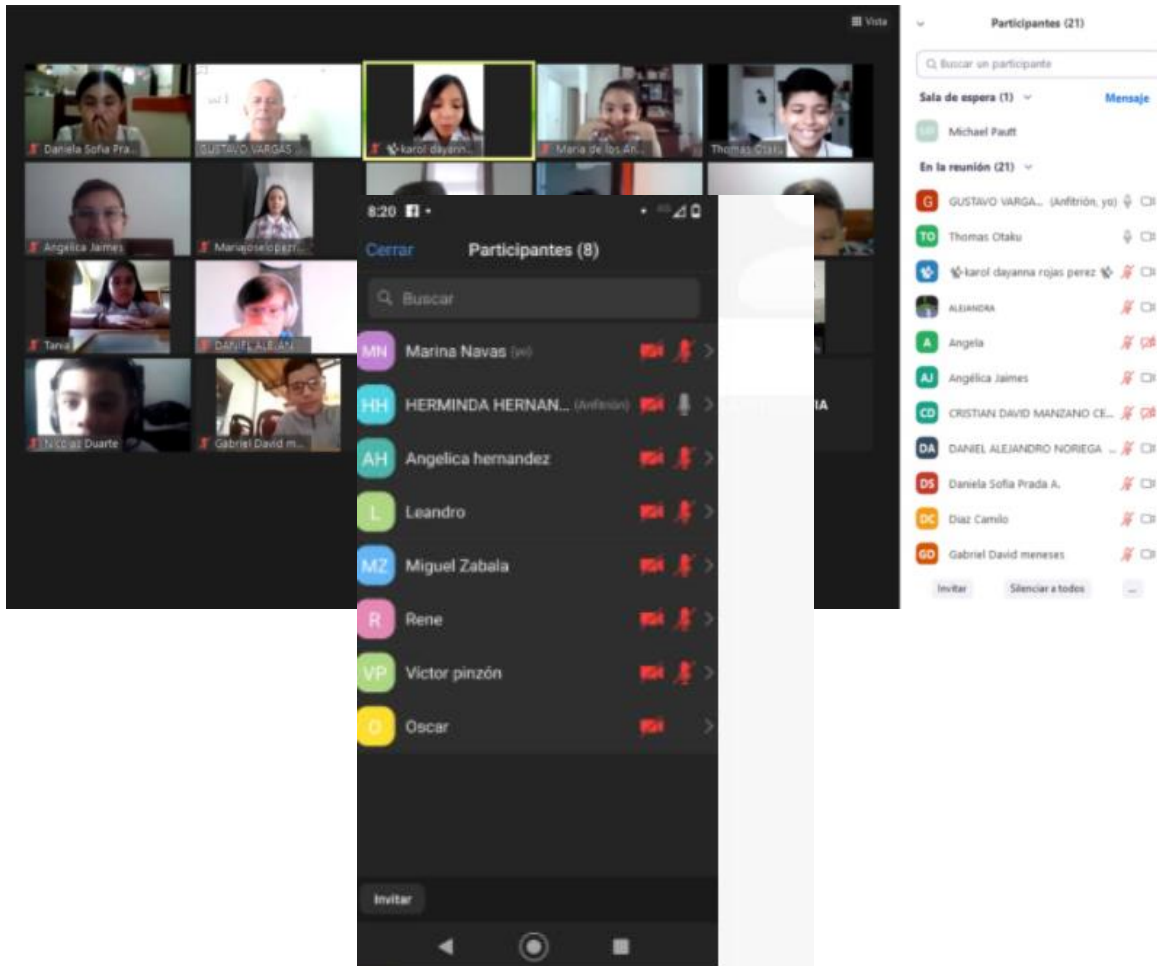 Vista
Daniela Sofia Pra...
GUSTAVO VARGAS
karol dayann...
Maria de los An...
Thomas Otaku
Angélica Jaimes
Mariajoselopezri...
Tania
DANIEL ALEJAN...
Nicolas Duarte
Gabriel David m...
8:20
Cerrar
Participantes (8)
Buscar
MN Marina Navas (yo)
HH HERMINDA HERNAN... (Anfitrión)
AH Angelica hernandez
L Leandro
MZ Miguel Zabala
R Rene
VP Víctor pinzón
O Oscar
Invitar
Participantes (21)
Buscar un participante
Sala de espera (1)
Mensaje
Michael Pautt
En la reunión (21)
G GUSTAVO VARGA... (Anfitrión, yo)
TO Thomas Otaku
karol dayanna rojas perez
ALEJANDRA
A Angela
AJ Angélica Jaimes
CD CRISTIAN DAVID MANZANO CE...
DA DANIEL ALEJANDRO NORIEGA ...
DS Daniela Sofia Prada A.
DC Diaz Camilo
GD Gabriel David meneses
Invitar
Silenciar a todos
...